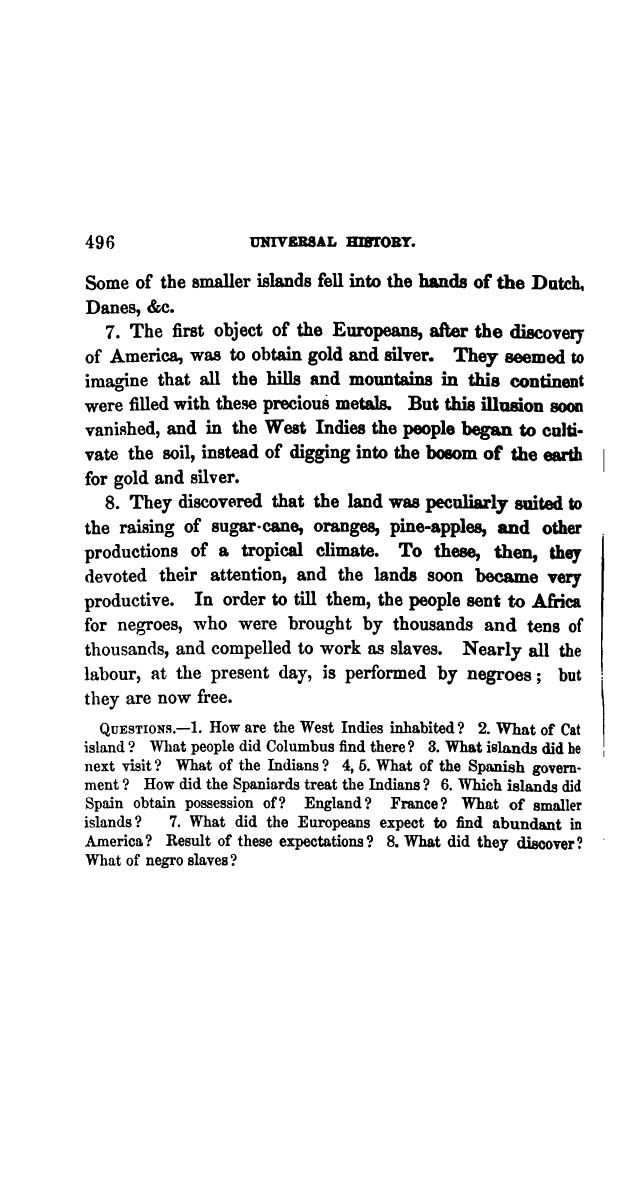 496 UNIVERSAL HISTORY.
Some of the smaller islands fell into the hands of the Dutch,
Danes, &c.
7. The first object of the Europeans, after the discovery
of America, was to obtain gold and silver. They seemed to
imagine that all the hills and mountains in this continent
were filled with these precious metals. But this illusion soon
vanished, and in the West Indies the people began to culti-
vate the soil, instead of digging into the bosom of the earth
for gold and silver.
8. They discovered that the land was peculiarly suited to
the raising of sugar-cane, oranges, pine-apples, and other
productions of a tropical climate. To these, then, they
devoted their attention, and the lands soon became very
productive. In order to till them, the people sent to Africa
for negroes, who were brought by thousands and tens of
thousands, and compelled to work as slaves. Nearly all the
labour, at the present day, is performed by negroes; but
they are now free.
QUESTIONS.—1. How are the West Indies inhabited? 2. What of Cat
island? What people did Columbus find there? 3. What islands did he
next visit? What of the Indians? 4, 5. What of the Spanish govern-
ment? How did the Spaniards treat the Indians? 6. Which islands did
Spain obtain possession of? England? France? What of smaller
islands? 7. What did the Europeans expect to find abundant in
America? Result of these expectations? 8. What did they discover?
What of negro slaves?